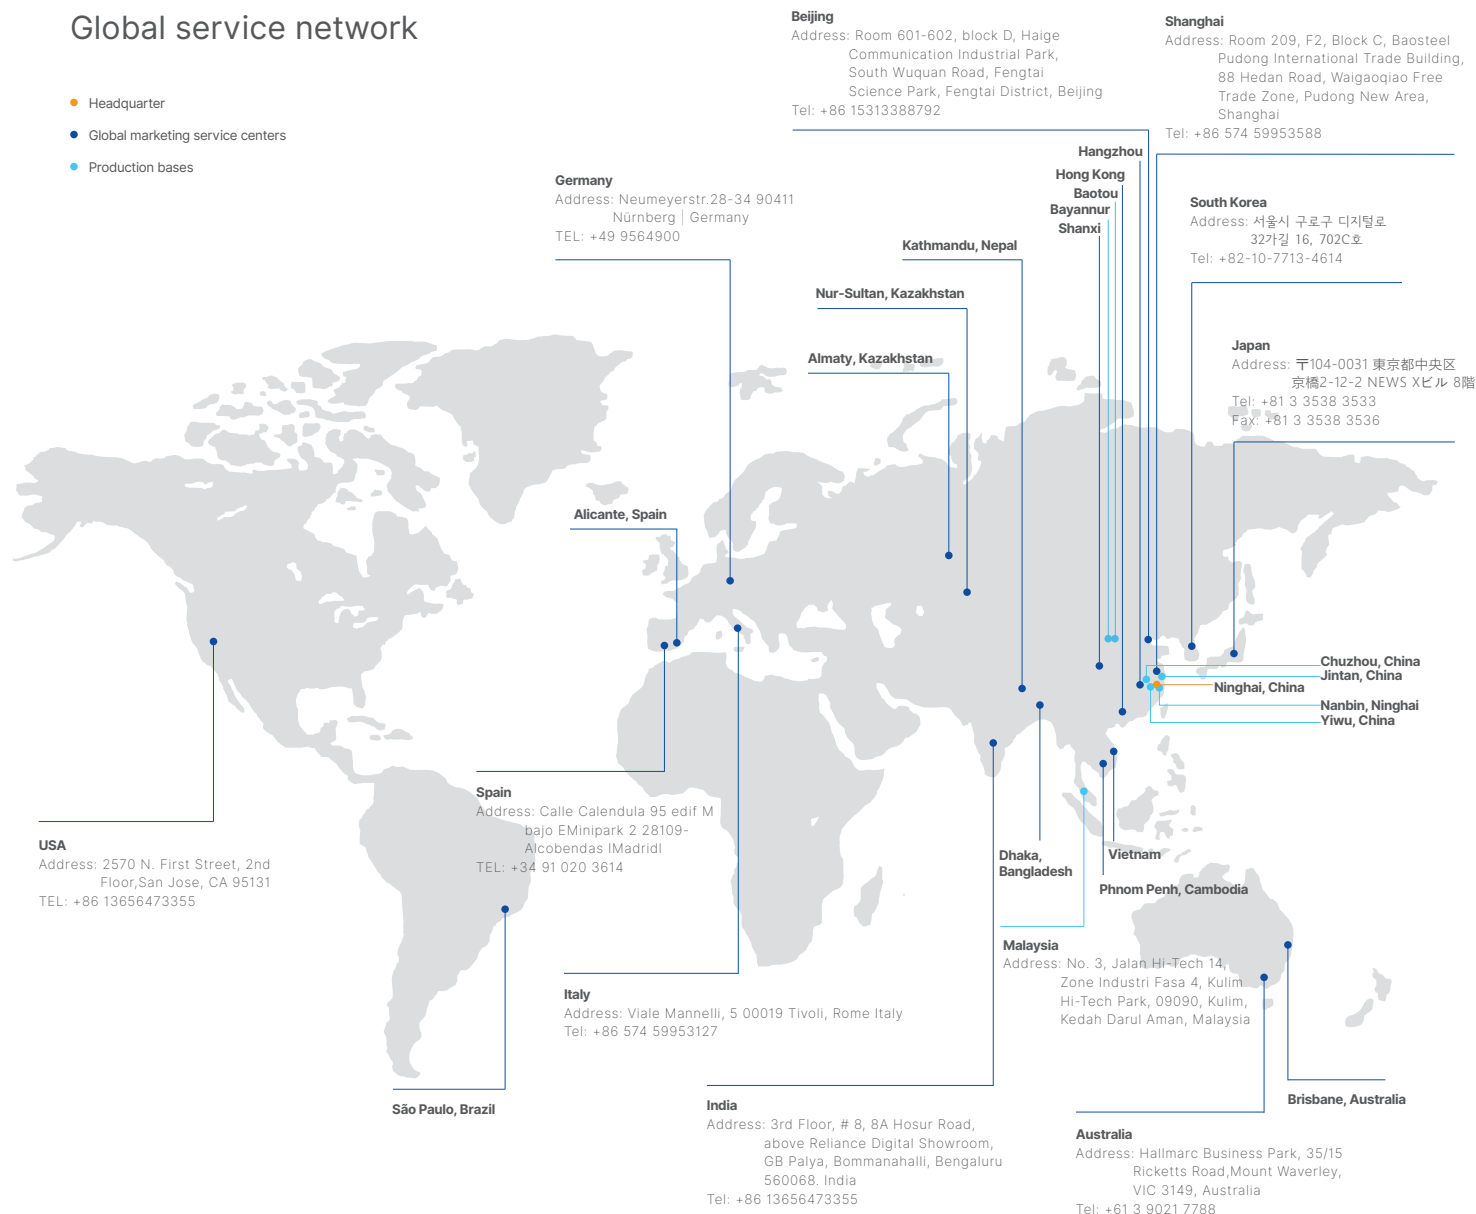 Global service network
Headquarter
Global marketing service centers
Production bases
Beijing
Address: Room 601-602, block D, Haige
Communication Industrial Park,
South Wuquan Road, Fengtai
Science Park, Fengtai District, Beijing
Tel: +86 15313388792
Shanghai
Address: Room 209, F2, Block C, Baosteel
Pudong International Trade Building,
88 Hedan Road, Waigaoqiao Free
Trade Zone, Pudong New Area,
Shanghai
Tel: +86 574 59953588
Hangzhou
Hong Kong
Baotou
Bayannur
Shanxi
Germany
Address: Neumeyerstr.28-34 90411
Nürnberg | Germany
TEL: +49 9564900
South Korea
Address: 서울시 구로구 디지털로
32가길 16, 702C호
Tel: +82-10-7713-4614
Kathmandu, Nepal
Nur-Sultan, Kazakhstan
Almaty, Kazakhstan
Japan
Address: 〒104-0031 東京都中央区
京橋2-12-2 NEWS Xビル 8階
Tel: +81 3 3538 3533
Fax: +81 3 3538 3536
Alicante, Spain
Chuzhou, China
Jintan, China
Ninghai, China
Nanbin, Ninghai
Yiwu, China
Spain
Address: Calle Calendula 95 edif M
bajo EMinipark 2 28109-
Alcobendas IMadridI
TEL: +34 91 020 3614
USA
Address: 2570 N. First Street, 2nd
Floor,San Jose, CA 95131
TEL: +86 13656473355
Dhaka,
Bangladesh
Vietnam
Phnom Penh, Cambodia
Malaysia
Address: No. 3, Jalan Hi-Tech 14,
Zone Industri Fasa 4, Kulim
Hi-Tech Park, 09090, Kulim,
Kedah Darul Aman, Malaysia
Italy
Address: Viale Mannelli, 5 00019 Tivoli, Rome Italy
Tel: +86 574 59953127
São Paulo, Brazil
India
Address: 3rd Floor, # 8, 8A Hosur Road,
above Reliance Digital Showroom,
GB Palya, Bommanahalli, Bengaluru
560068. India
Tel: +86 13656473355
Brisbane, Australia
Australia
Address: Hallmarc Business Park, 35/15
Ricketts Road,Mount Waverley,
VIC 3149, Australia
Tel: +61 3 9021 7788